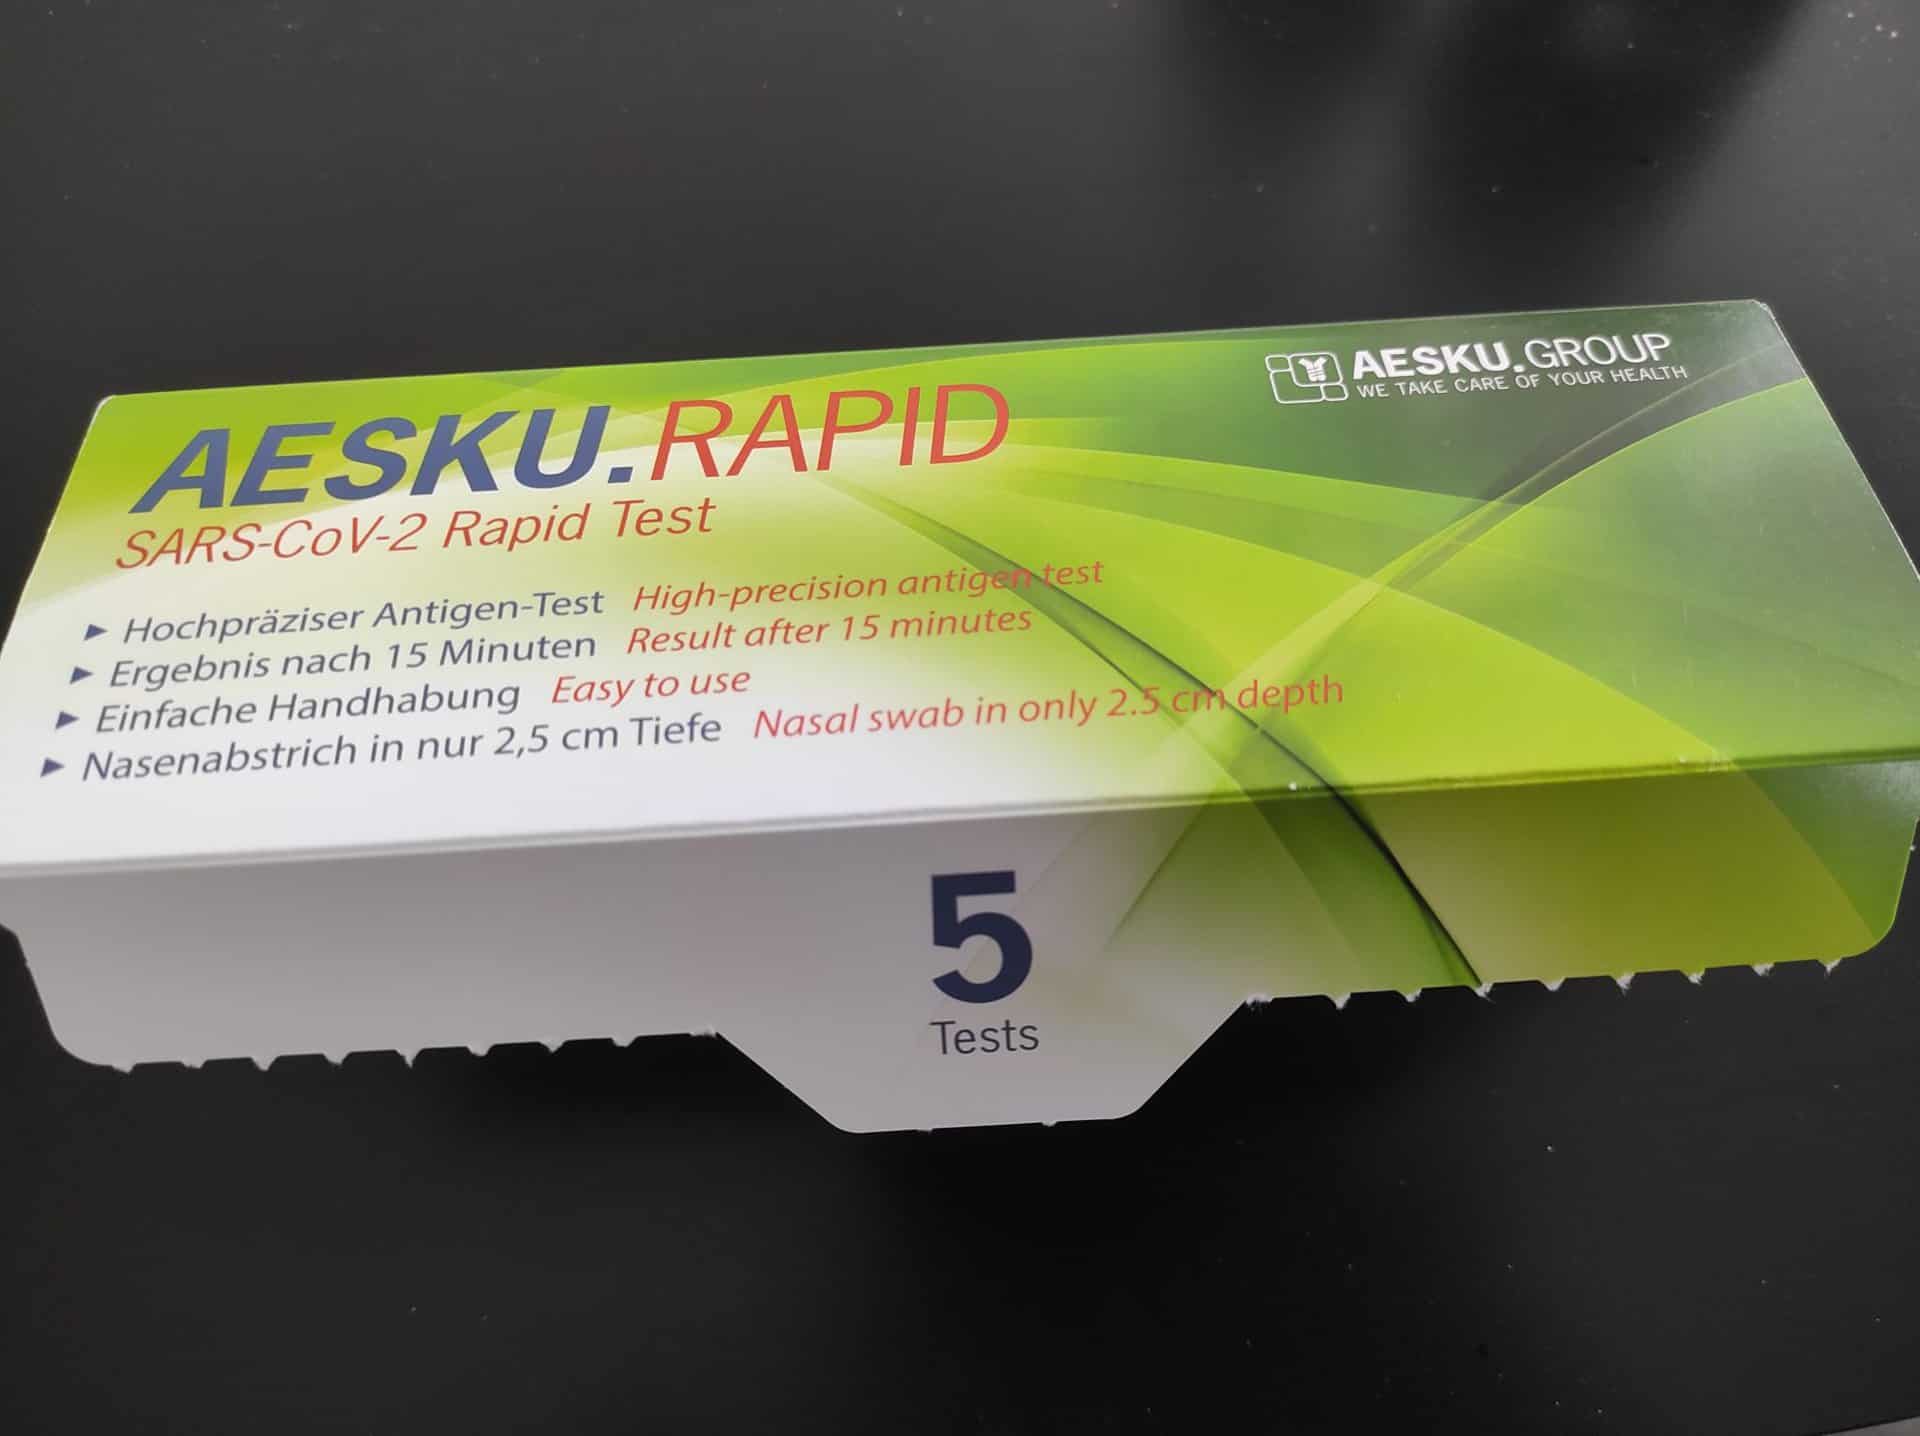 AESKU.GROUP
WE TAKE CARE OF YOUR HEALTH
AESKU.RAPID
SARS-CoV-2 Rapid Test
► Hochpräziser Antigen-Test High-precision antigen test
► Ergebnis nach 15 Minuten Result after 15 minutes
► Einfache Handhabung Easy to use
► Nasenabstrich in nur 2,5 cm Tiefe Nasal swab in only 2.5 cm depth
5
Tests